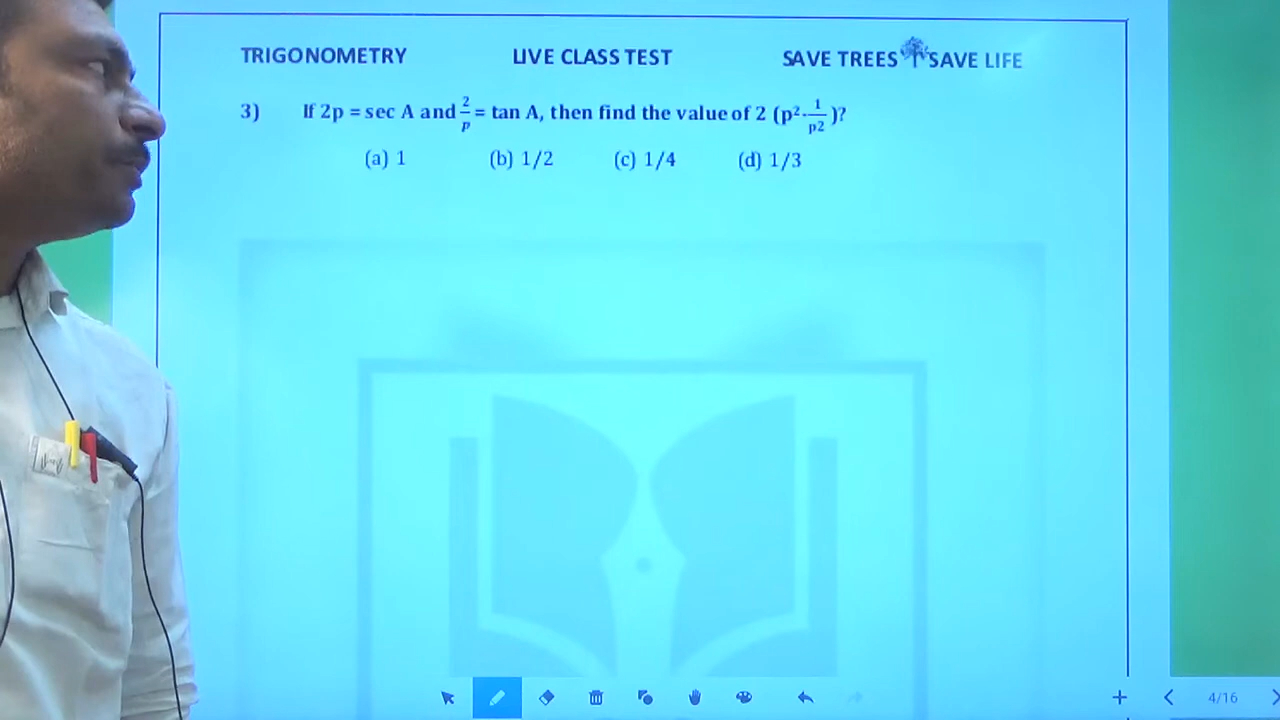 TRIGONOMETRY LIVE CLASS TEST SAVE TREES SAVE LIFE
3) If 2p = sec A and 2/p = tan A, then find the value of 2 (p²-1/p2)?
(a) 1 (b) 1/2 (c) 1/4 (d) 1/3
4/16